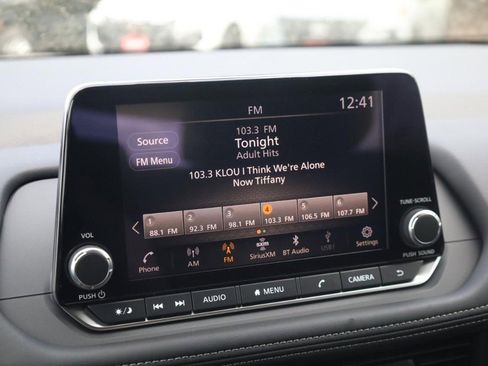 FM
12:41
Source
FM Menu
103.3 FM
Tonight
Adult Hits
103.3 KLOU I Think We're Alone
Now Tiffany
1 2 3 4 5 6
88.1 FM 92.3 FM 98.1 FM 103.3 FM 106.5 FM 107.7 FM
Phone AM FM SiriusXM BT Audio USB1 Settings
VOL
TUNE·SCROLL
PUSH
PUSH SOUND
AUDIO MENU CAMERA